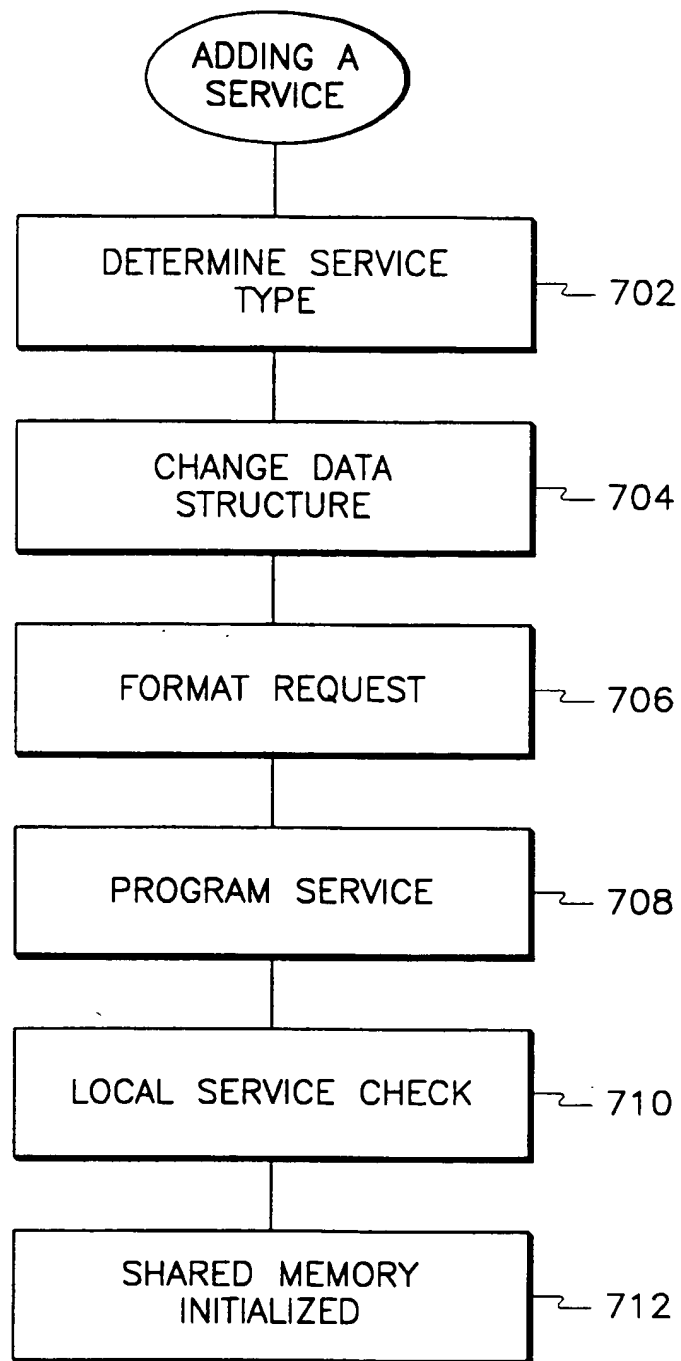 ADDING A
SERVICE
DETERMINE SERVICE
TYPE
702
CHANGE DATA
STRUCTURE
704
FORMAT REQUEST
706
PROGRAM SERVICE
708
LOCAL SERVICE CHECK
710
SHARED MEMORY
INITIALIZED
712